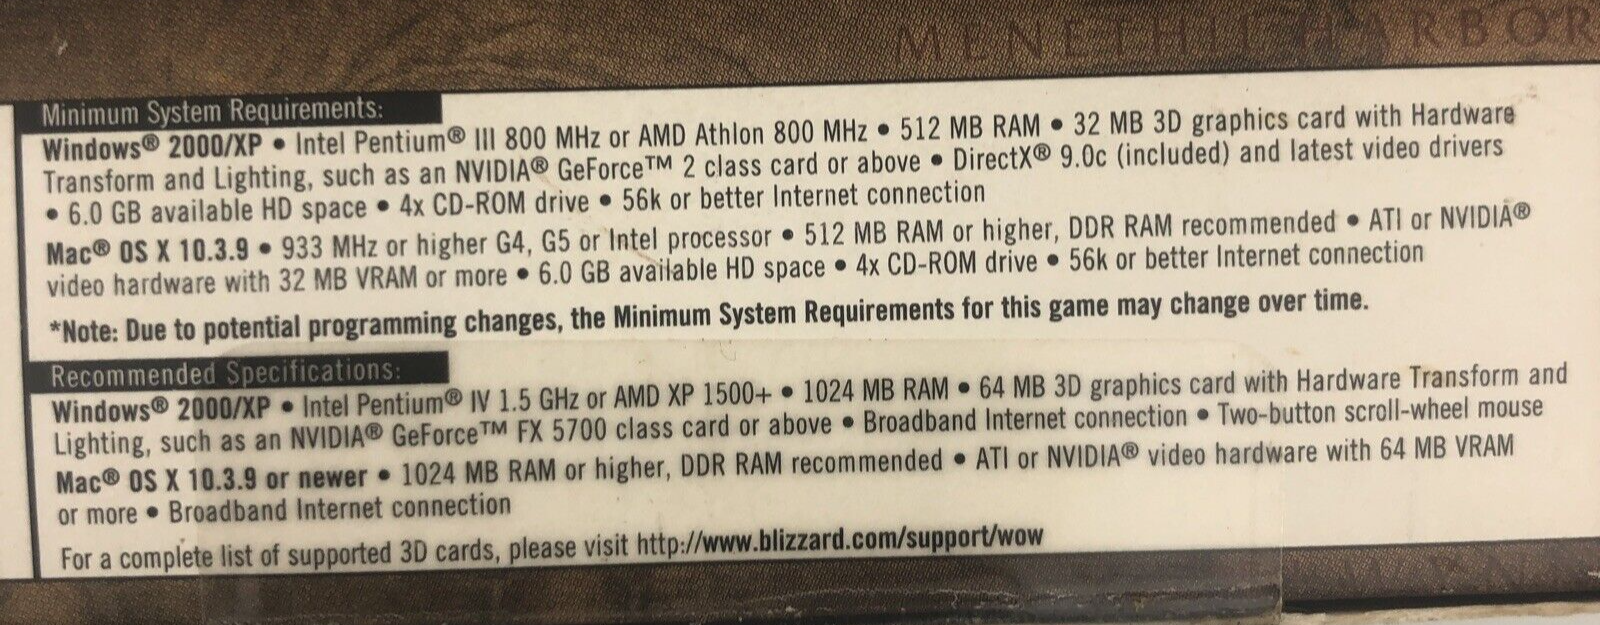 MENETHIL HARBOR
Minimum System Requirements:
Windows® 2000/XP • Intel Pentium® III 800 MHz or AMD Athlon 800 MHz • 512 MB RAM • 32 MB 3D graphics card with Hardware
Transform and Lighting, such as an NVIDIA® GeForce™ 2 class card or above • DirectX® 9.0c (included) and latest video drivers
• 6.0 GB available HD space • 4x CD-ROM drive • 56k or better Internet connection
Mac® OS X 10.3.9 • 933 MHz or higher G4, G5 or Intel processor • 512 MB RAM or higher, DDR RAM recommended • ATI or NVIDIA®
video hardware with 32 MB VRAM or more • 6.0 GB available HD space • 4x CD-ROM drive • 56k or better Internet connection
*Note: Due to potential programming changes, the Minimum System Requirements for this game may change over time.
Recommended Specifications:
Windows® 2000/XP • Intel Pentium® IV 1.5 GHz or AMD XP 1500+ • 1024 MB RAM • 64 MB 3D graphics card with Hardware Transform and
Lighting, such as an NVIDIA® GeForce™ FX 5700 class card or above • Broadband Internet connection • Two-button scroll-wheel mouse
Mac® OS X 10.3.9 or newer • 1024 MB RAM or higher, DDR RAM recommended • ATI or NVIDIA® video hardware with 64 MB VRAM
or more • Broadband Internet connection
For a complete list of supported 3D cards, please visit http://www.blizzard.com/support/wow